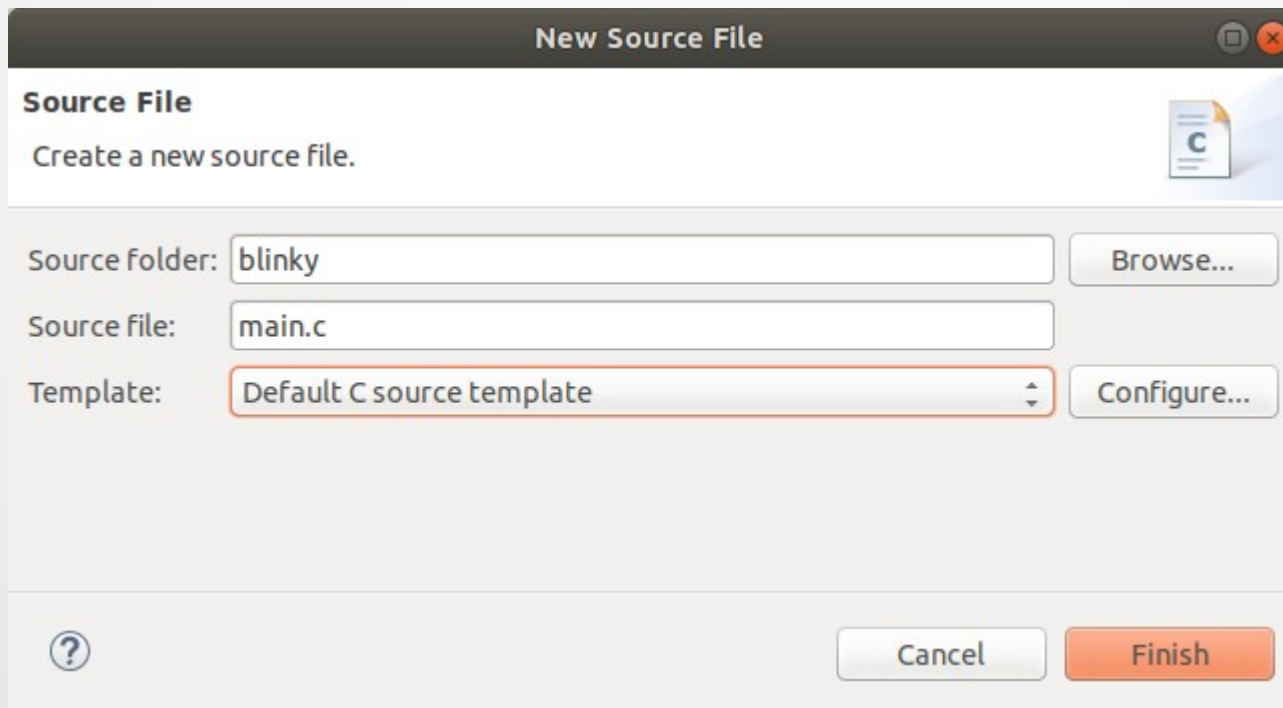 New Source File
Source File
Create a new source file.
C
Source folder: blinky Browse...
Source file: main.c
Template: Default C source template Configure...
? Cancel Finish